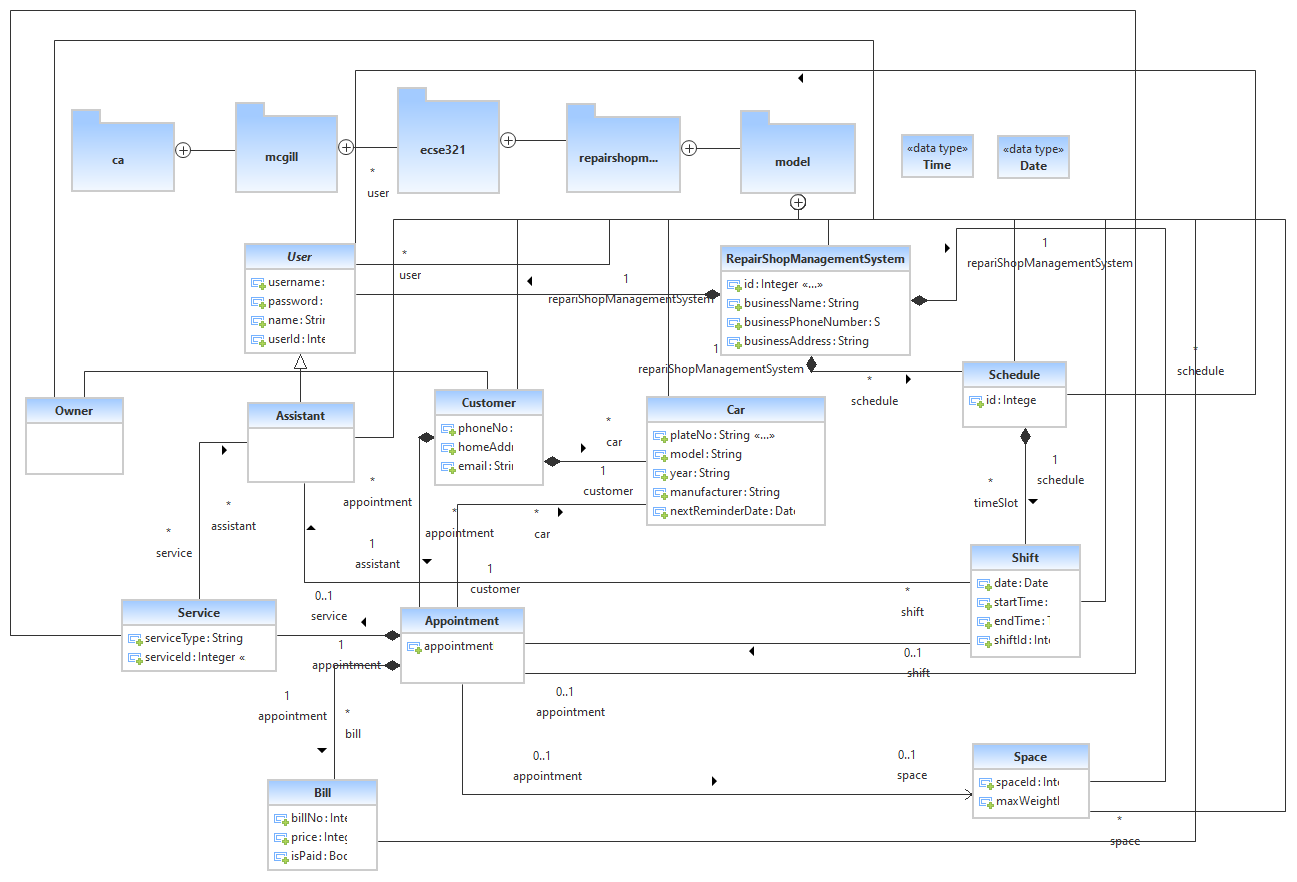 ca
mcgill
ecse321
repairshopm...
model
«data type»
Time
«data type»
Date
*
user
User
username:
password:
name: Strir
userId: Inte
*
user
1
repariShopManagementSystem
RepairShopManagementSystem
id: Integer «...»
businessName: String
businessPhoneNumber: S
businessAddress: String
1
repariShopManagementSystem
1
repariShopManagementSystem
*
schedule
*
schedule
Schedule
id: Intege
Owner
Assistant
Customer
phoneNo:
homeAddr
email: Strin
Car
plateNo: String «...»
model: String
year: String
manufacturer: String
nextReminderDate: Date
*
car
1
customer
*
car
*
appointment
*
appointment
1
schedule
*
timeSlot
*
assistant
*
service
1
assistant
1
customer
Shift
date: Date
startTime:
endTime: T
shiftId: Inte
*
shift
0..1
service
Service
serviceType: String
serviceId: Integer «
Appointment
appointment
1
appointment
0..1
shift
1
appointment
*
bill
0..1
appointment
0..1
appointment
0..1
space
Space
spaceId: Inte
maxWeightI
*
space
Bill
billNo: Inte
price: Integ
isPaid: Boo